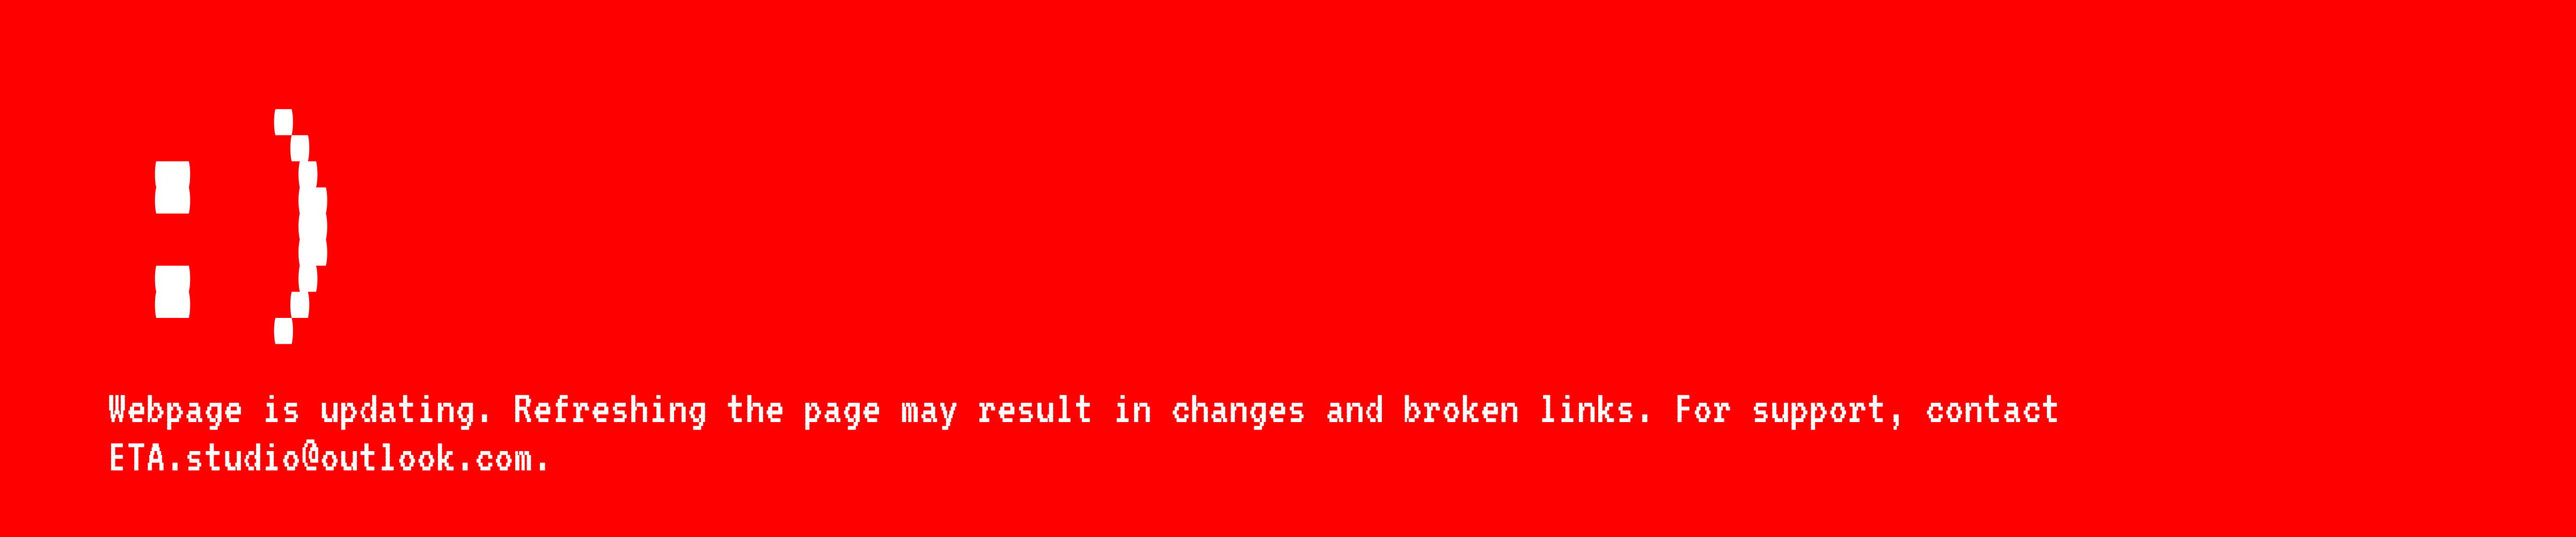 :)
Webpage is updating. Refreshing the page may result in changes and broken links. For support, contact
ETA.studio@outlook.com.